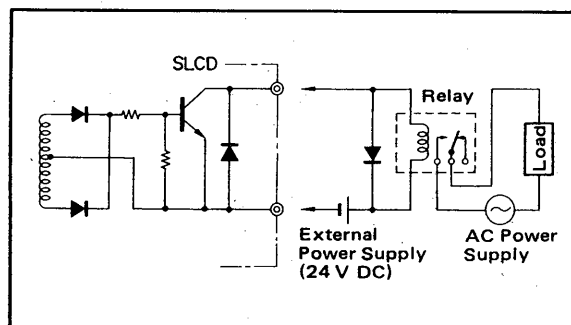 SLCD
Relay
Load
External
Power Supply
(24 V DC)
AC Power
Supply